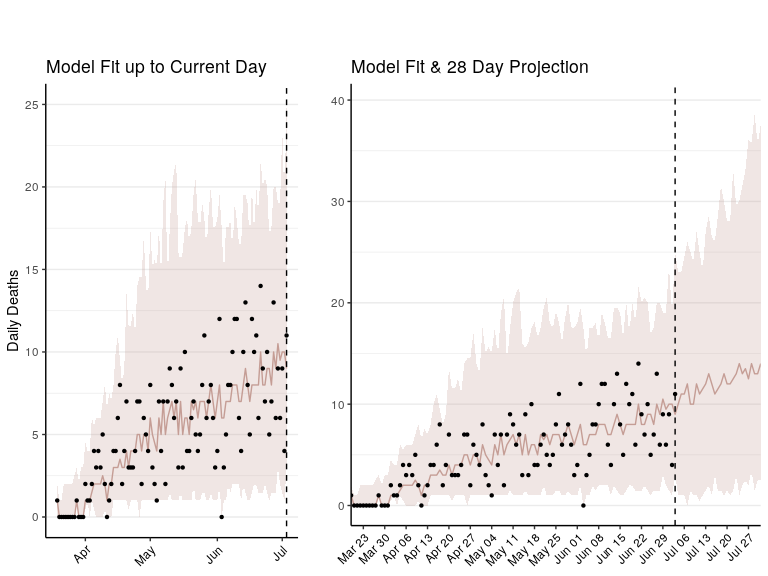 Model Fit up to Current Day
Daily Deaths
25
20
15
10
5
0
Apr
May
Jun
Jul
Model Fit & 28 Day Projection
40
30
20
10
0
Mar 23
Mar 30
Apr 06
Apr 13
Apr 20
Apr 27
May 04
May 11
May 18
May 25
Jun 01
Jun 08
Jun 15
Jun 22
Jun 29
Jul 06
Jul 13
Jul 20
Jul 27